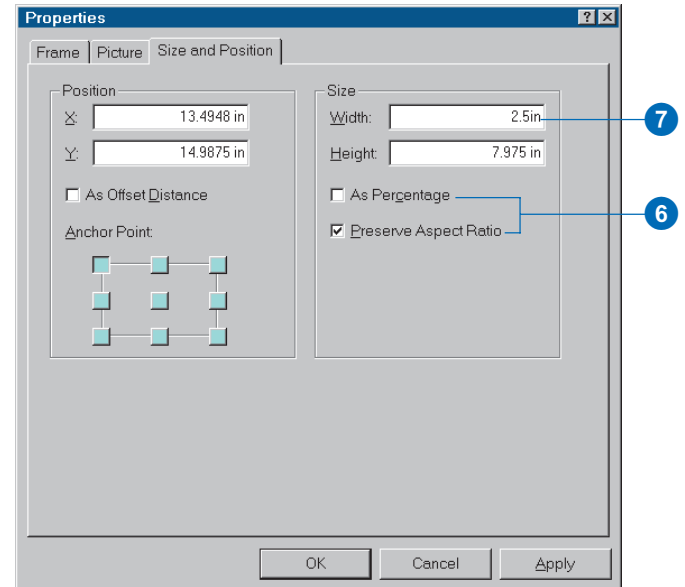 Properties
Frame Picture Size and Position
Position
X: 13.4948 in
Y: 14.9875 in
As Offset Distance
Anchor Point:
Size
Width: 2.5in
Height: 7.975 in
As Percentage
Preserve Aspect Ratio
7
6
OK Cancel Apply